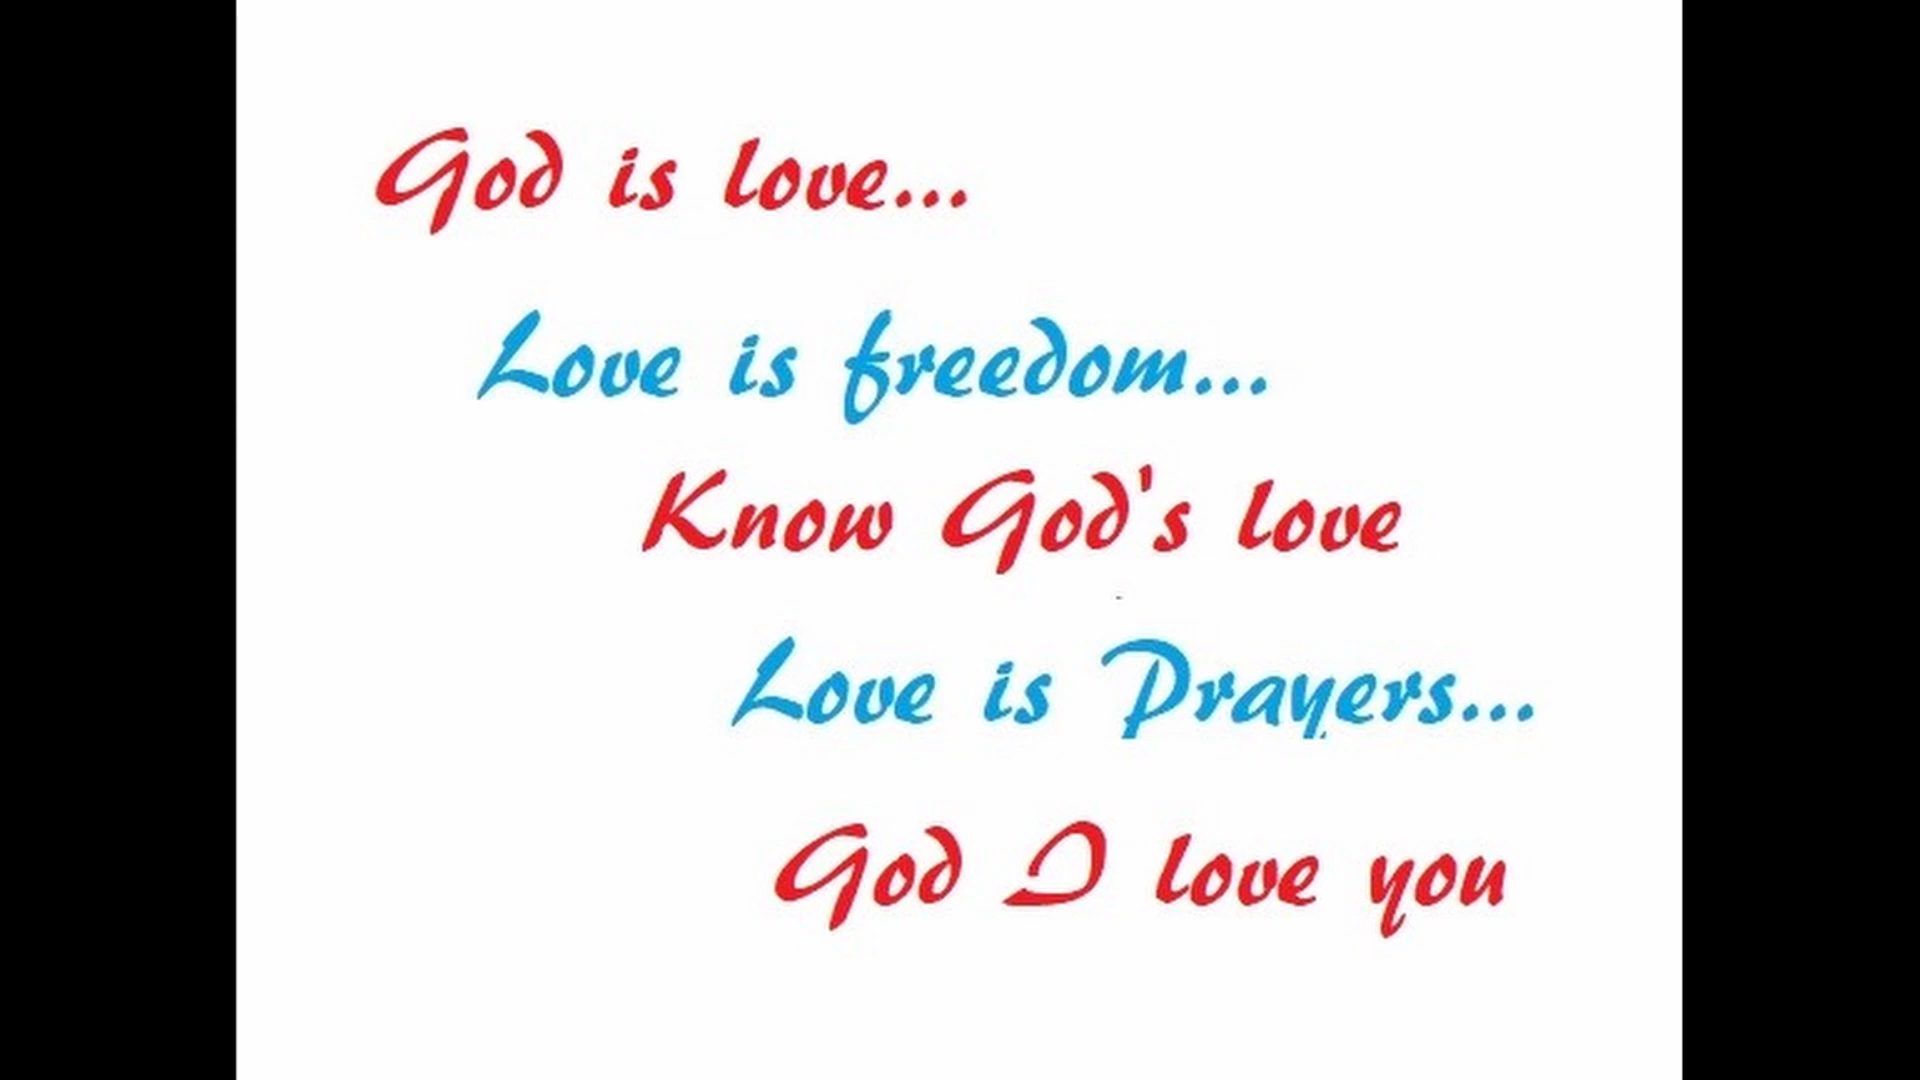 God is love...
Love is freedom...
Know God's love
Love is Prayers...
God I love you